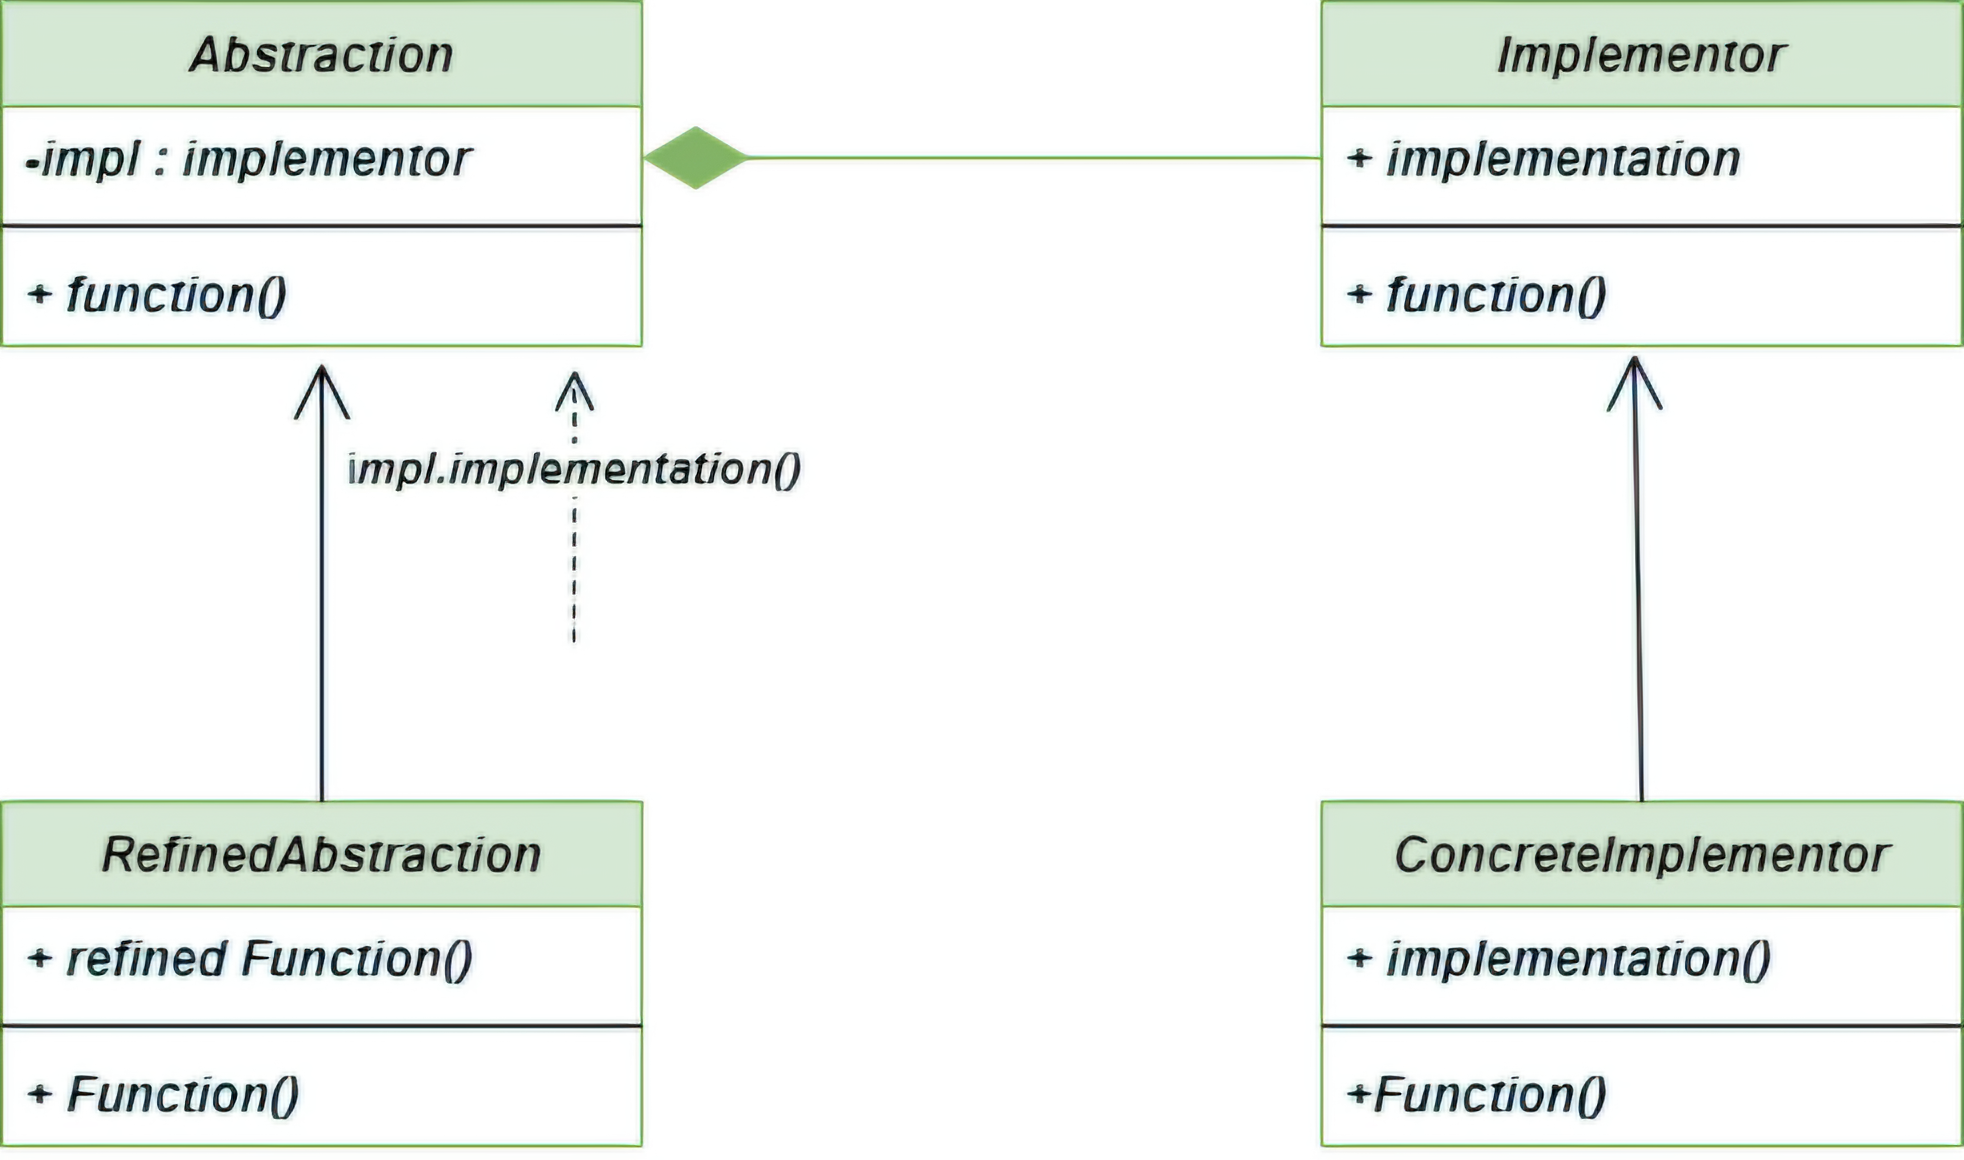 Abstraction
-impl : implementor
+ function()
Implementor
+ implementation
+ function()
impl.implementation()
RefinedAbstraction
+ refined Function()
+ Function()
ConcreteImplementor
+ implementation()
+Function()